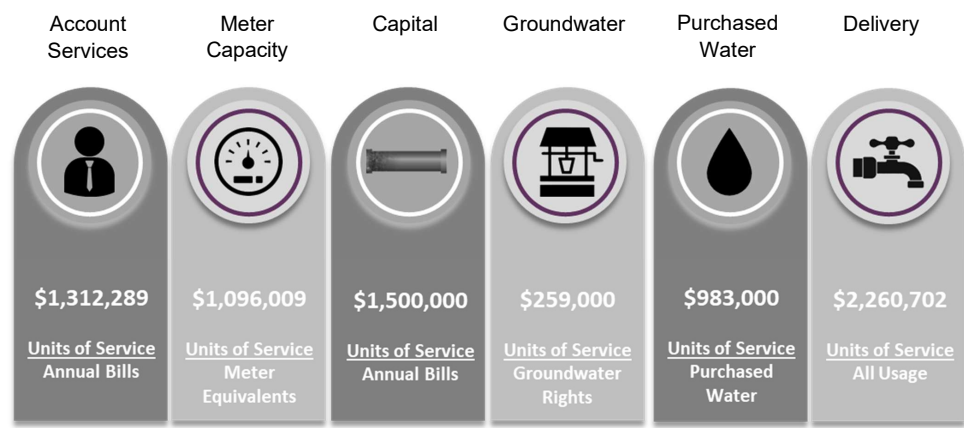 Account
Services
Meter
Capacity
Capital
Groundwater
Purchased
Water
Delivery
$1,312,289
Units of Service
Annual Bills
$1,096,009
Units of Service
Meter
Equivalents
$1,500,000
Units of Service
Annual Bills
$259,000
Units of Service
Groundwater
Rights
$983,000
Units of Service
Purchased
Water
$2,260,702
Units of Service
All Usage